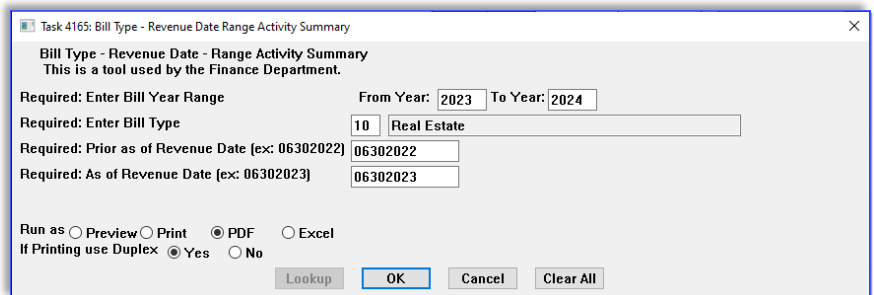 Task 4165: Bill Type - Revenue Date Range Activity Summary
Bill Type - Revenue Date - Range Activity Summary
This is a tool used by the Finance Department.
Required: Enter Bill Year Range From Year: 2023 To Year: 2024
Required: Enter Bill Type 10 Real Estate
Required: Prior as of Revenue Date (ex: 06302022) 06302022
Required: As of Revenue Date (ex: 06302023) 06302023
Run as Preview Print PDF Excel
If Printing use Duplex Yes No
Lookup OK Cancel Clear All